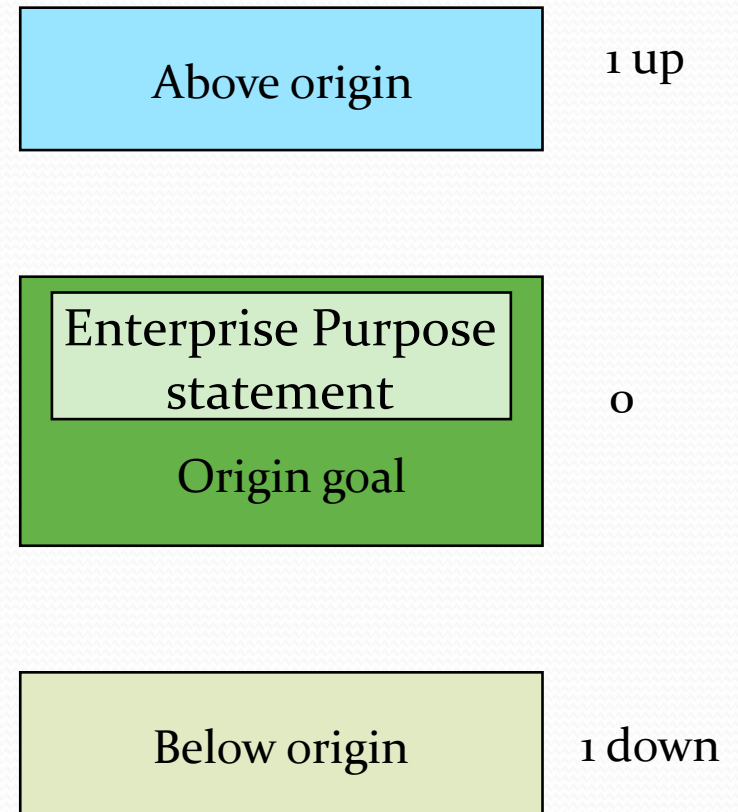 Above origin
1 up
Enterprise Purpose
statement
Origin goal
0
Below origin
1 down